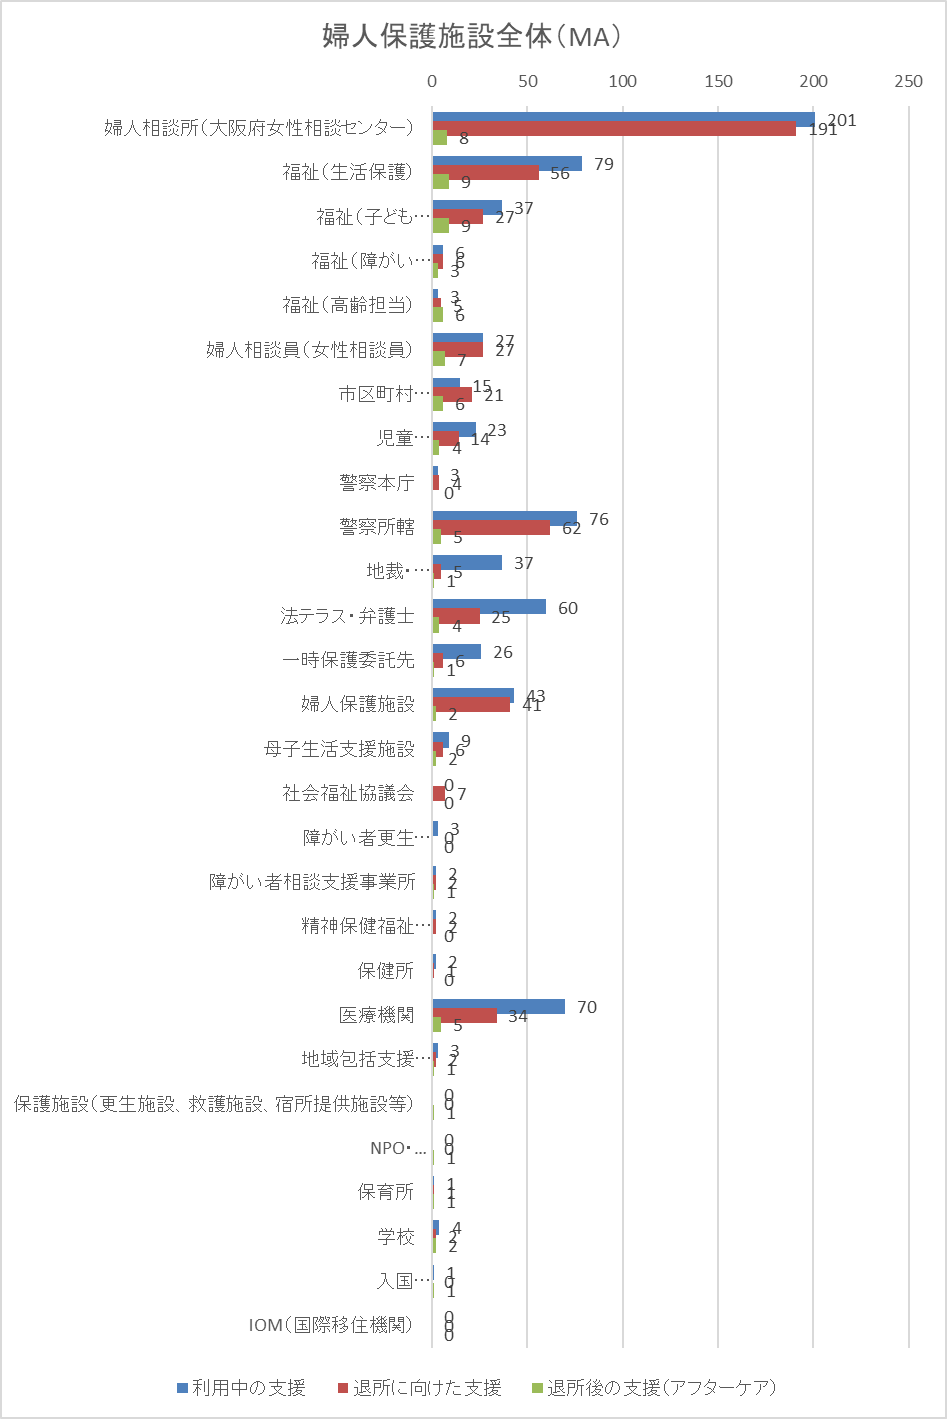 婦人保護施設全体（MA）
0 50 100 150 200 250
婦人相談所（大阪府女性相談センター） 201 191 8
福祉（生活保護） 79 56 9
福祉（子ども… 37 27 9
福祉（障がい… 6 6 3
福祉（高齢担当） 3 5 6
婦人相談員（女性相談員） 27 27 7
市区町村… 15 21 6
児童… 23 14 4
警察本庁 3 4 0
警察所轄 76 62 5
地裁・… 37 5 1
法テラス・弁護士 60 25 4
一時保護委託先 26 6 1
婦人保護施設 43 41 2
母子生活支援施設 9 6 2
社会福祉協議会 0 7 0
障がい者更生… 3 0 0
障がい者相談支援事業所 2 2 1
精神保健福祉… 2 2 0
保健所 2 1 0
医療機関 70 34 5
地域包括支援… 3 2 1
保護施設（更生施設、救護施設、宿所提供施設等） 0 0 1
NPO・… 0 0 1
保育所 1 1 1
学校 4 2 2
入国… 1 0 1
IOM（国際移住機関） 0 0 0
利用中の支援 退所に向けた支援 退所後の支援（アフターケア）